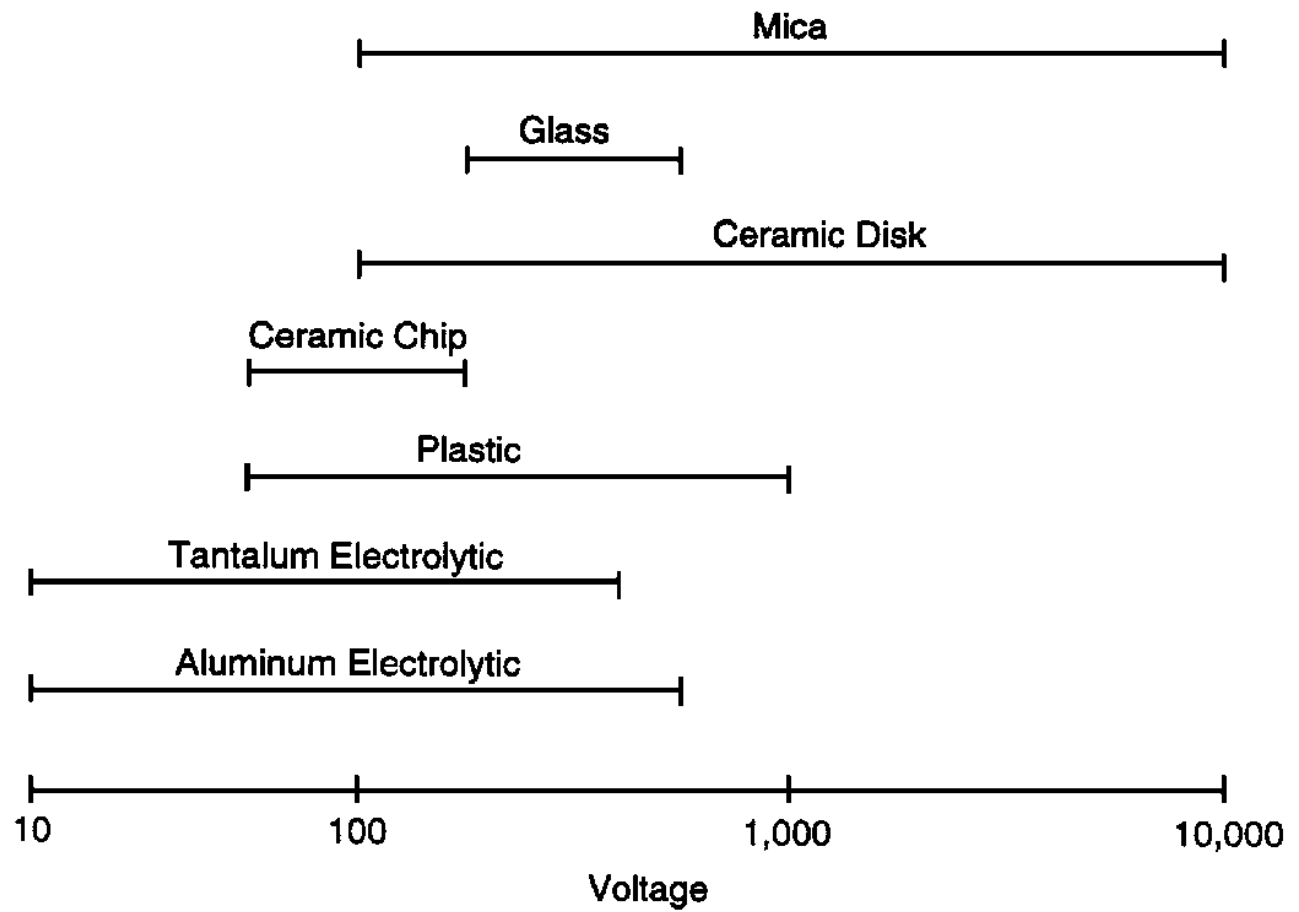 Mica
Glass
Ceramic Disk
Ceramic Chip
Plastic
Tantalum Electrolytic
Aluminum Electrolytic
10 100 1,000 10,000
Voltage